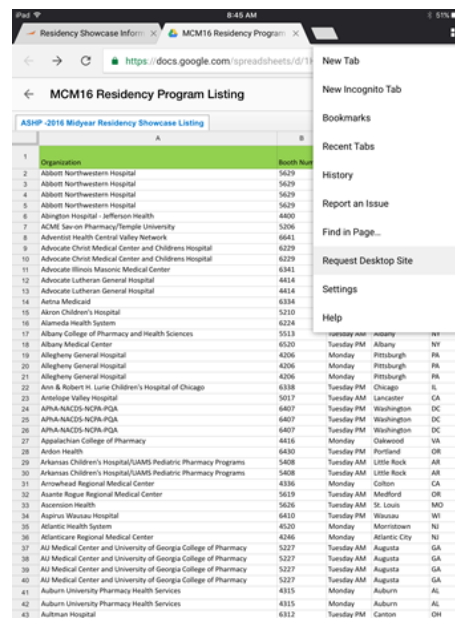 iPad 8:45 AM 51%
Residency Showcase Inform × MCM16 Residency Program ×
https://docs.google.com/spreadsheets/d/1
MCM16 Residency Program Listing
ASHP -2016 Midyear Residency Showcase Listing
New Tab
New Incognito Tab
Bookmarks
Recent Tabs
History
Report an Issue
Find in Page...
Request Desktop Site
Settings
Help
A B
1 Organization Booth Num
2 Abbott Northwestern Hospital 5629
3 Abbott Northwestern Hospital 5629
4 Abbott Northwestern Hospital 5629
5 Abbott Northwestern Hospital 5629
6 Abington Hospital - Jefferson Health 4400
7 ACME Sav-on Pharmacy/Temple University 5206
8 Adventist Health Central Valley Network 6641
9 Advocate Christ Medical Center and Childrens Hospital 6229
10 Advocate Christ Medical Center and Childrens Hospital 6229
11 Advocate Illinois Masonic Medical Center 6341
12 Advocate Lutheran General Hospital 4414
13 Advocate Lutheran General Hospital 4414
14 Aetna Medicaid 6334
15 Akron Children's Hospital 5210
16 Alameda Health System 6224
17 Albany College of Pharmacy and Health Sciences 5513 Tuesday AM Albany NY
18 Albany Medical Center 6520 Tuesday PM Albany NY
19 Allegheny General Hospital 4206 Monday Pittsburgh PA
20 Allegheny General Hospital 4206 Monday Pittsburgh PA
21 Allegheny General Hospital 4206 Monday Pittsburgh PA
22 Ann & Robert H. Lurie Children's Hospital of Chicago 6338 Tuesday PM Chicago IL
23 Antelope Valley Hospital 5017 Tuesday AM Lancaster CA
24 APhA-NACDS-NCPA-PQA 6407 Tuesday PM Washington DC
25 APhA-NACDS-NCPA-PQA 6407 Tuesday PM Washington DC
26 APhA-NACDS-NCPA-PQA 6407 Tuesday PM Washington DC
27 Appalachian College of Pharmacy 4416 Monday Oakwood VA
28 Ardon Health 6430 Tuesday PM Portland OR
29 Arkansas Children's Hospital/UAMS Pediatric Pharmacy Programs 5408 Tuesday AM Little Rock AR
30 Arkansas Children's Hospital/UAMS Pediatric Pharmacy Programs 5408 Tuesday AM Little Rock AR
31 Arrowhead Regional Medical Center 4336 Monday Colton CA
32 Asante Rogue Regional Medical Center 5619 Tuesday AM Medford OR
33 Ascension Health 5626 Tuesday AM St. Louis MO
34 Aspirus Wausau Hospital 6410 Tuesday PM Wausau WI
35 Atlantic Health System 4520 Monday Morristown NJ
36 Atlanticare Regional Medical Center 4246 Monday Atlantic City NJ
37 AU Medical Center and University of Georgia College of Pharmacy 5227 Tuesday AM Augusta GA
38 AU Medical Center and University of Georgia College of Pharmacy 5227 Tuesday AM Augusta GA
39 AU Medical Center and University of Georgia College of Pharmacy 5227 Tuesday AM Augusta GA
40 AU Medical Center and University of Georgia College of Pharmacy 5227 Tuesday AM Augusta GA
41 Auburn University Pharmacy Health Services 4315 Monday Auburn AL
42 Auburn University Pharmacy Health Services 4315 Monday Auburn AL
43 Aultman Hospital 6312 Tuesday PM Canton OH